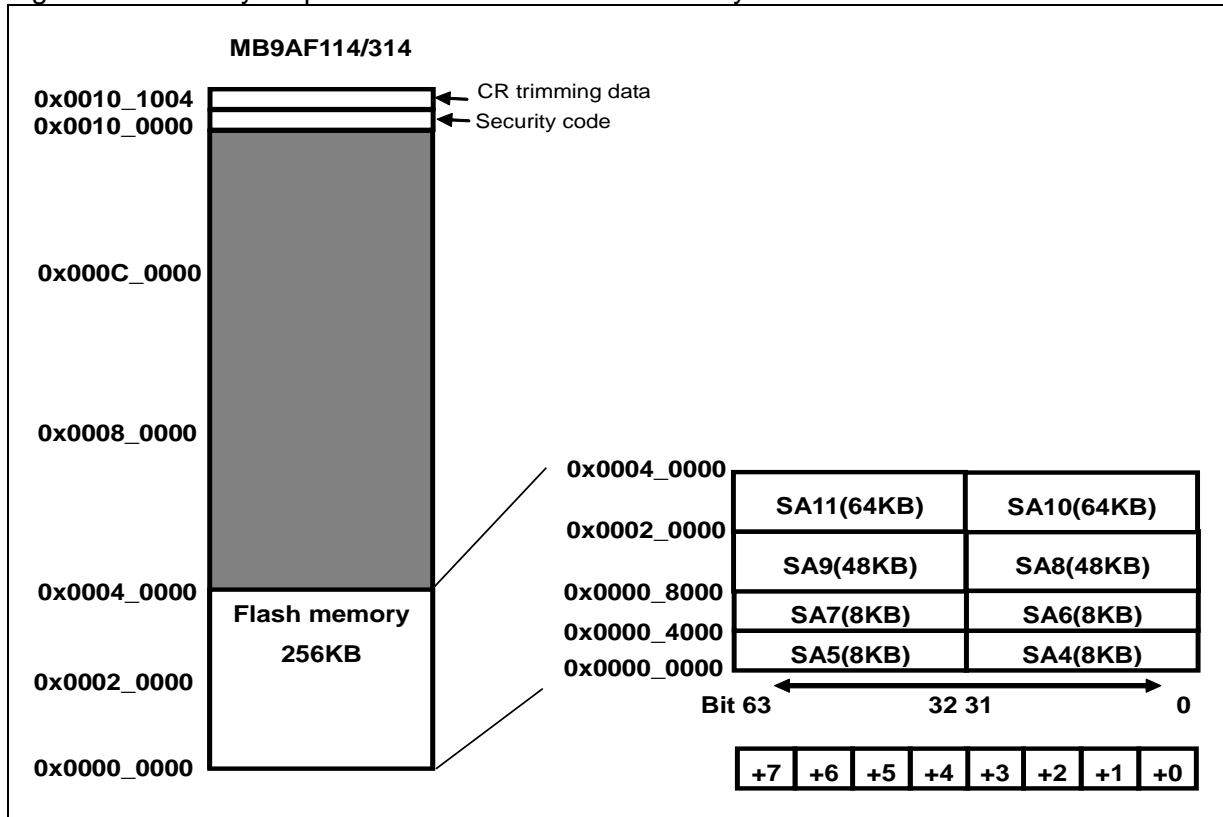 MB9AF114/314
0x0010_1004
CR trimming data
0x0010_0000
Security code
0x000C_0000
0x0008_0000
0x0004_0000
Flash memory
256KB
0x0002_0000
0x0000_0000
0x0004_0000
SA11(64KB) SA10(64KB)
0x0002_0000
SA9(48KB) SA8(48KB)
0x0000_8000
SA7(8KB) SA6(8KB)
0x0000_4000
SA5(8KB) SA4(8KB)
0x0000_0000
Bit 63 32 31 0
+7 +6 +5 +4 +3 +2 +1 +0